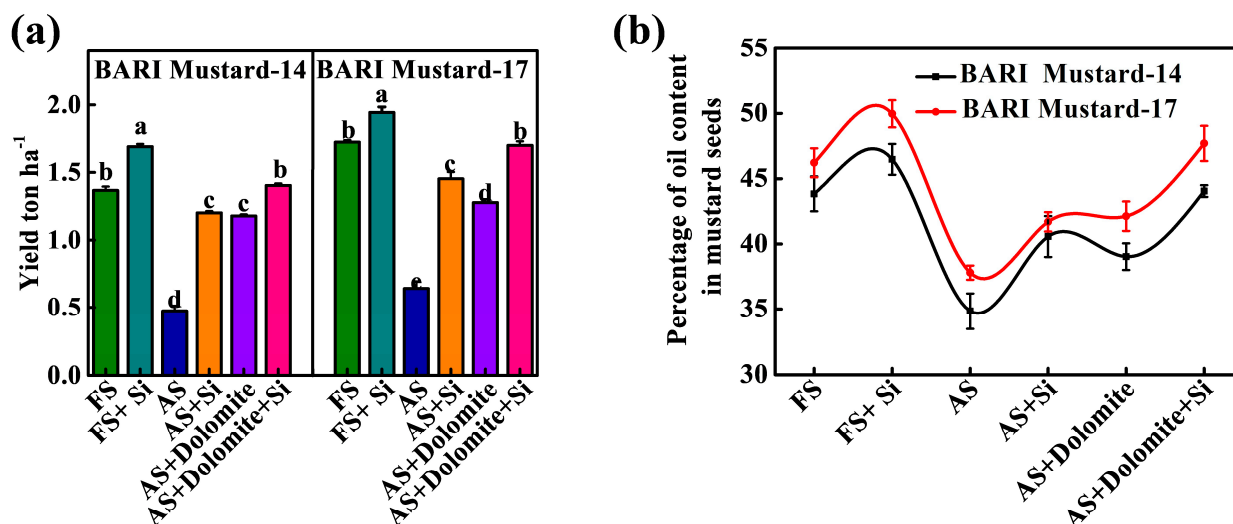 (a)
BARI Mustard-14
BARI Mustard-17
Yield ton ha⁻¹
2.0
1.5
1.0
0.5
0.0
b
a
d
c
c
b
b
a
e
c
d
b
FS
FS+ Si
AS
AS+Si
AS+Dolomite
AS+Dolomite+Si
FS
FS+ Si
AS
AS+Si
AS+Dolomite
AS+Dolomite+Si
(b)
BARI Mustard-14
BARI Mustard-17
Percentage of oil content
in mustard seeds
55
50
45
40
35
30
FS
FS+ Si
AS
AS+Si
AS+Dolomite
AS+Dolomite+Si